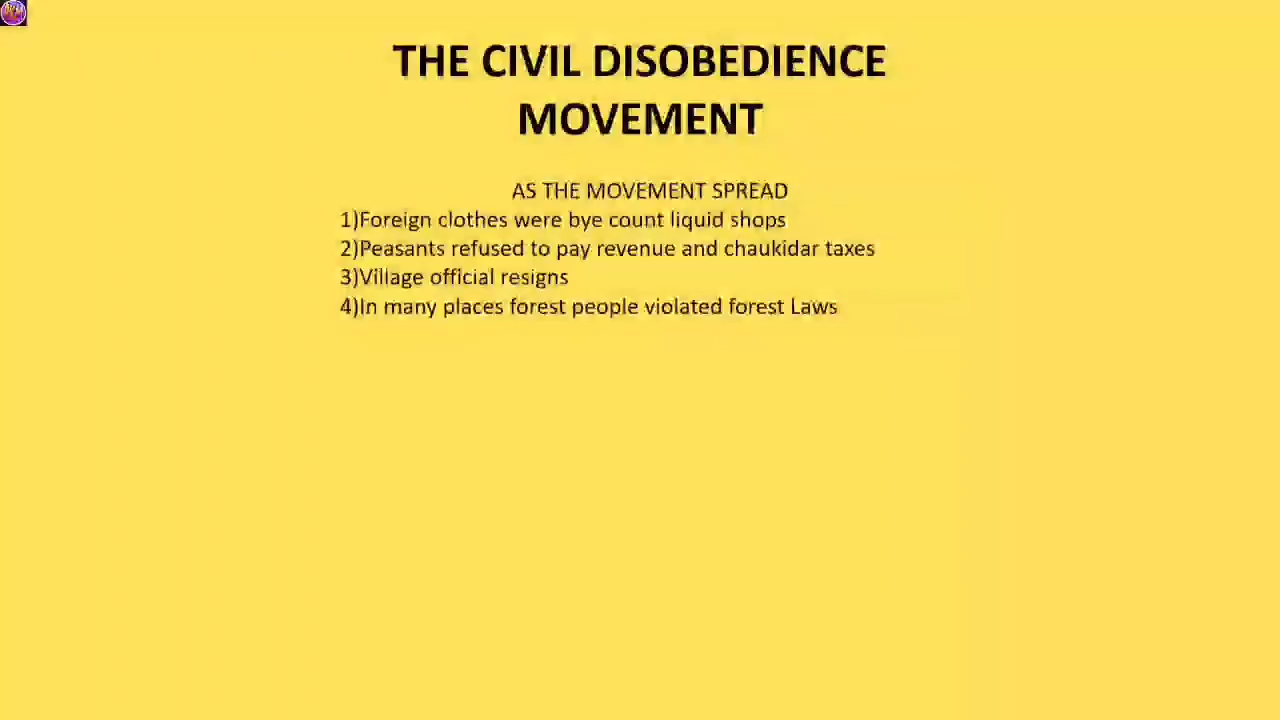 THE CIVIL DISOBEDIENCE
MOVEMENT
AS THE MOVEMENT SPREAD
1)Foreign clothes were bye count liquid shops
2)Peasants refused to pay revenue and chaukidar taxes
3)Village official resigns
4)In many places forest people violated forest Laws